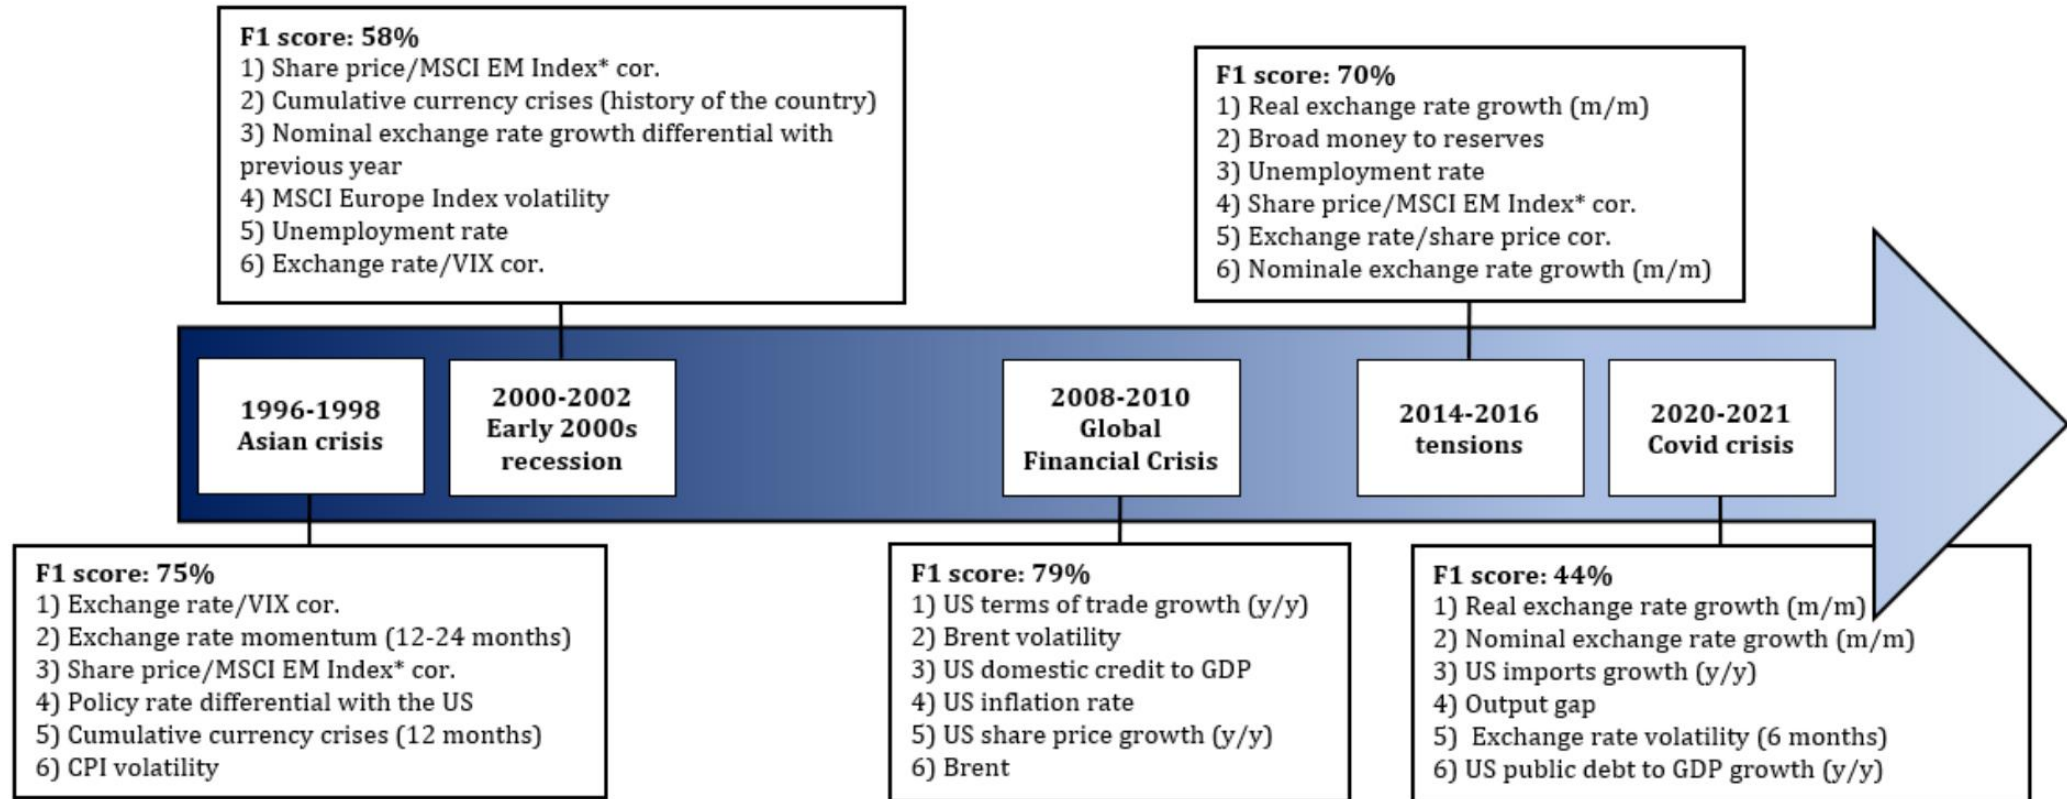 F1 score: 58%
1) Share price/MSCI EM Index* cor.
2) Cumulative currency crises (history of the country)
3) Nominal exchange rate growth differential with
previous year
4) MSCI Europe Index volatility
5) Unemployment rate
6) Exchange rate/VIX cor.
F1 score: 70%
1) Real exchange rate growth (m/m)
2) Broad money to reserves
3) Unemployment rate
4) Share price/MSCI EM Index* cor.
5) Exchange rate/share price cor.
6) Nominale exchange rate growth (m/m)
1996-1998
Asian crisis
2000-2002
Early 2000s
recession
2008-2010
Global
Financial Crisis
2014-2016
tensions
2020-2021
Covid crisis
F1 score: 75%
1) Exchange rate/VIX cor.
2) Exchange rate momentum (12-24 months)
3) Share price/MSCI EM Index* cor.
4) Policy rate differential with the US
5) Cumulative currency crises (12 months)
6) CPI volatility
F1 score: 79%
1) US terms of trade growth (y/y)
2) Brent volatility
3) US domestic credit to GDP
4) US inflation rate
5) US share price growth (y/y)
6) Brent
F1 score: 44%
1) Real exchange rate growth (m/m)
2) Nominal exchange rate growth (m/m)
3) US imports growth (y/y)
4) Output gap
5) Exchange rate volatility (6 months)
6) US public debt to GDP growth (y/y)